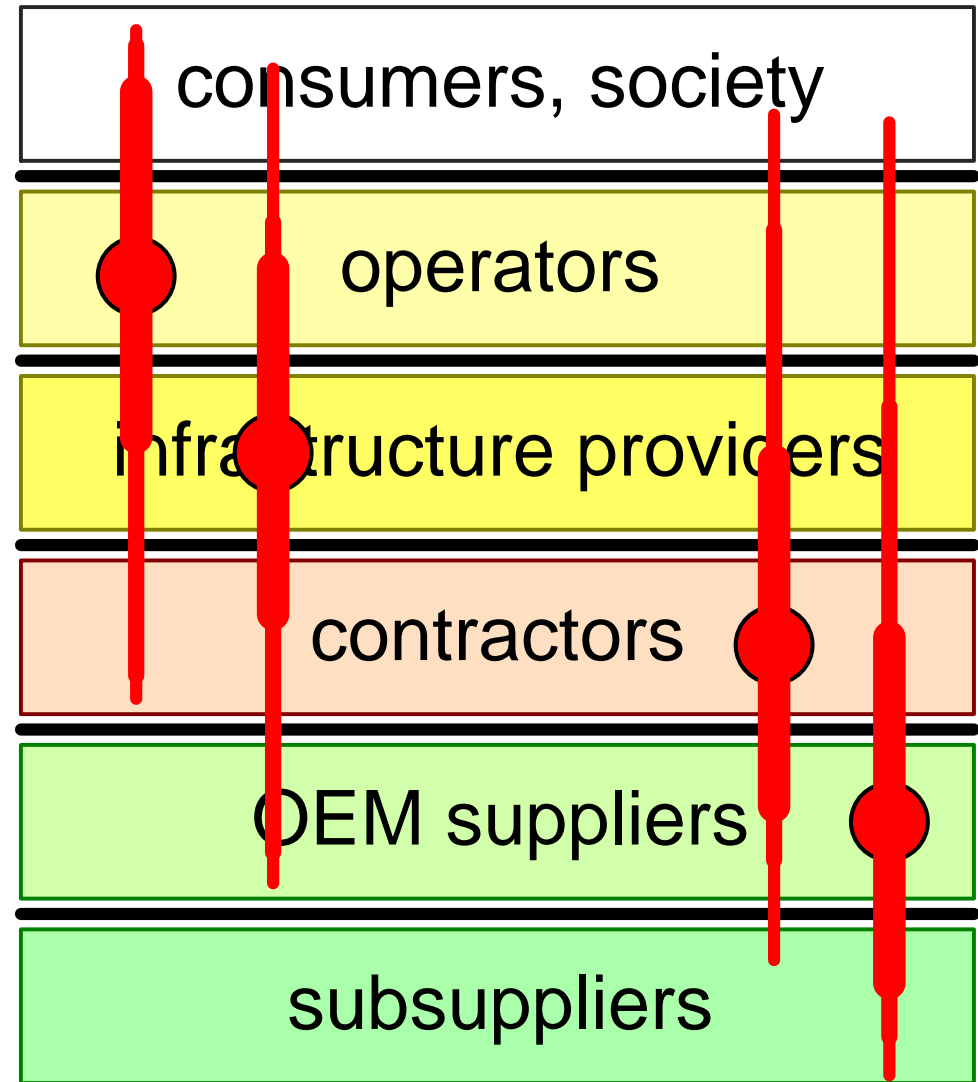 consumers, society
operators
infrastructure providers
contractors
OEM suppliers
subsuppliers